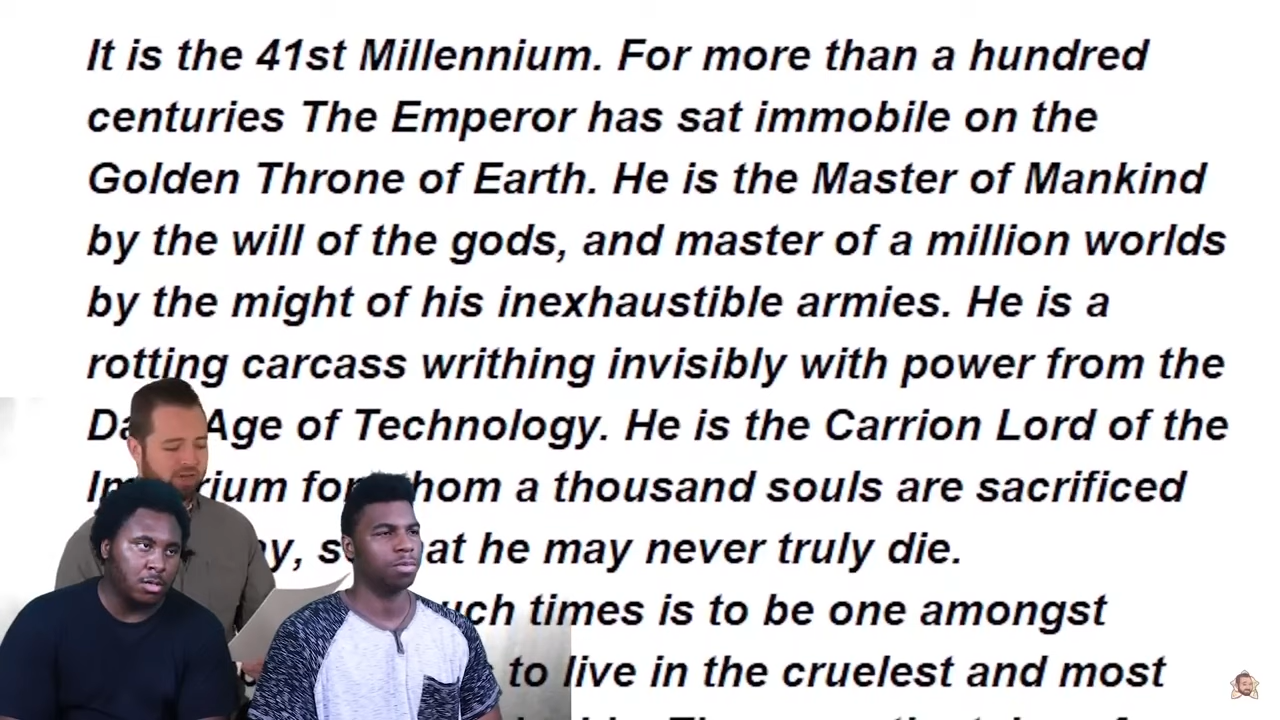 It is the 41st Millennium. For more than a hundred
centuries The Emperor has sat immobile on the
Golden Throne of Earth. He is the Master of Mankind
by the will of the gods, and master of a million worlds
by the might of his inexhaustible armies. He is a
rotting carcass writhing invisibly with power from the
Age of Technology. He is the Carrion Lord of the
a thousand souls are sacrificed
he may never truly die.
times is to be one amongst
to live in the cruelest and most